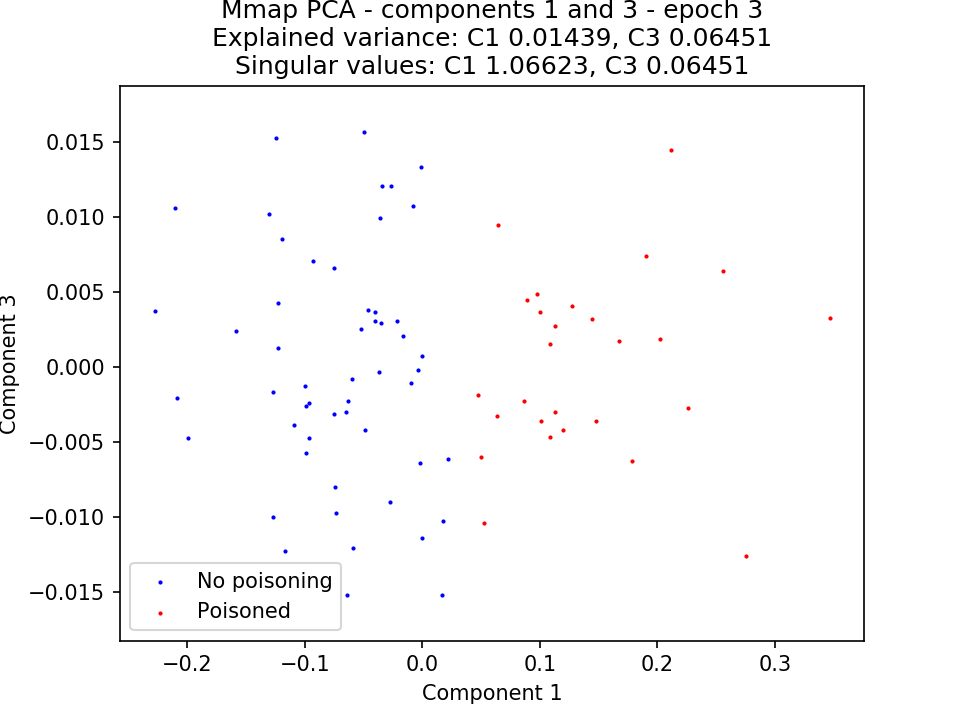 Mmap PCA - components 1 and 3 - epoch 3
Explained variance: C1 0.01439, C3 0.06451
Singular values: C1 1.06623, C3 0.06451
0.015
0.010
0.005
0.000
−0.005
−0.010
−0.015
Component 3
No poisoning
Poisoned
−0.2
−0.1
0.0
0.1
0.2
0.3
Component 1